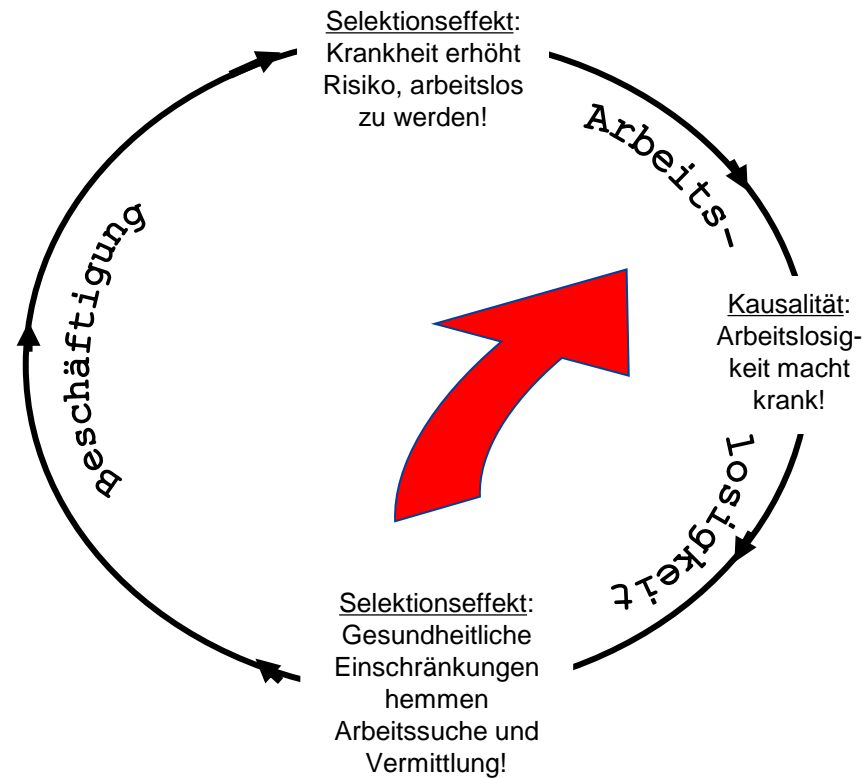 Selektionseffekt:
Krankheit erhöht
Risiko, arbeitslos
zu werden!
Arbeits-
Kausalität:
Arbeitslosig-
keit macht
krank!
losigkeit
Selektionseffekt:
Gesundheitliche
Einschränkungen
hemmen
Arbeitssuche und
Vermittlung!
Beschäftigung